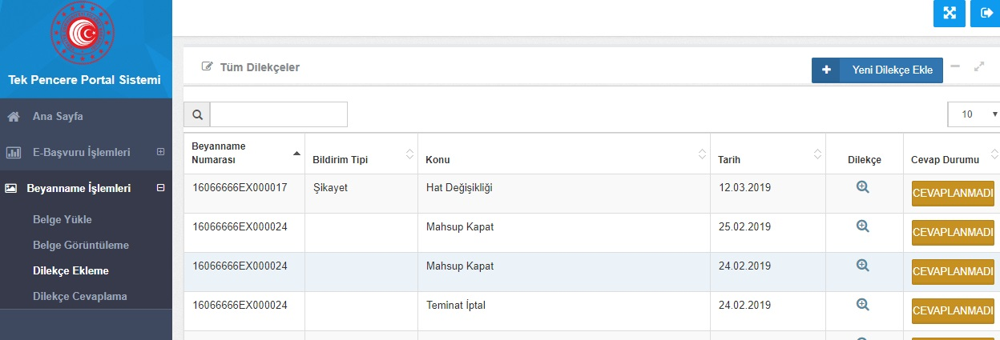 Tek Pencere Portal Sistemi
Ana Sayfa
E-Başvuru İşlemleri
Beyanname İşlemleri
Belge Yükle
Belge Görüntüleme
Dilekçe Ekleme
Dilekçe Cevaplama
Tüm Dilekçeler
Yeni Dilekçe Ekle
10
Beyanname Numarası Bildirim Tipi Konu Tarih Dilekçe Cevap Durumu
16066666EX000017 Şikayet Hat Değişikliği 12.03.2019 CEVAPLANMADI
16066666EX000024 Mahsup Kapat 25.02.2019 CEVAPLANMADI
16066666EX000024 Mahsup Kapat 24.02.2019 CEVAPLANMADI
16066666EX000024 Teminat İptal 24.02.2019 CEVAPLANMADI